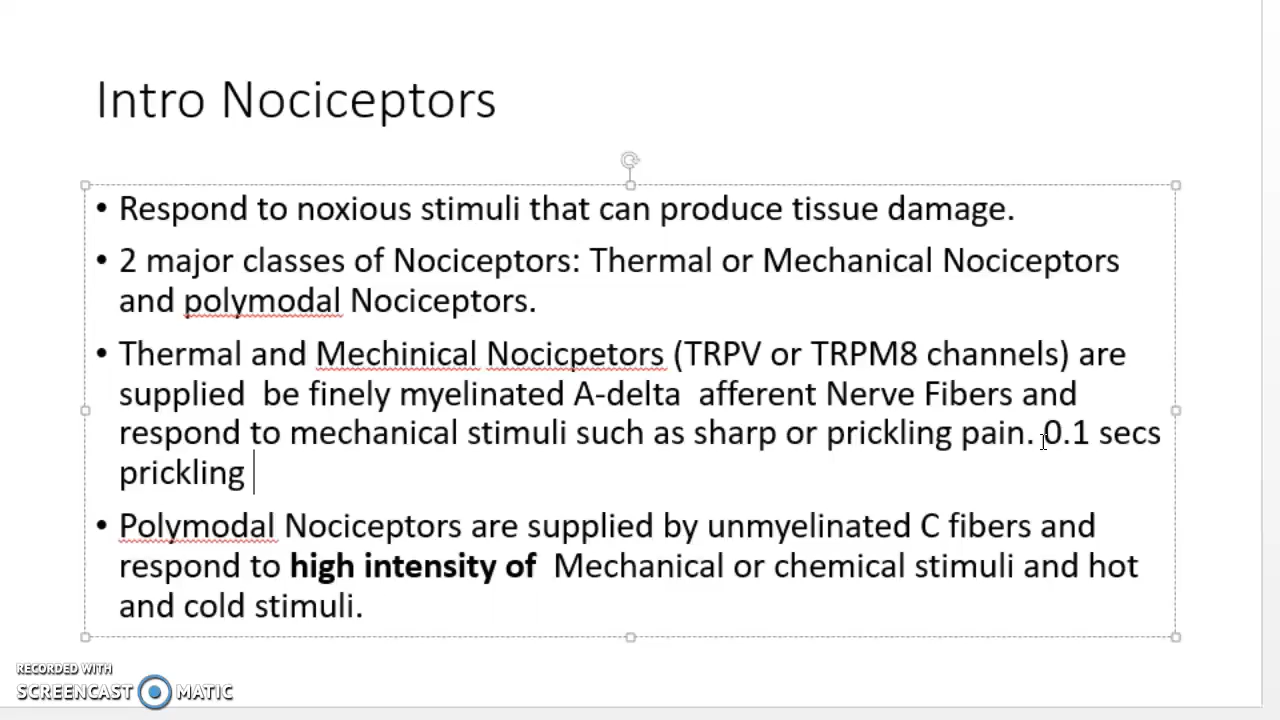 Intro Nociceptors
• Respond to noxious stimuli that can produce tissue damage.
• 2 major classes of Nociceptors: Thermal or Mechanical Nociceptors
and polymodal Nociceptors.
• Thermal and Mechinical Nocicpetors (TRPV or TRPM8 channels) are
supplied  be finely myelinated A-delta  afferent Nerve Fibers and
respond to mechanical stimuli such as sharp or prickling pain. 0.1 secs
prickling
• Polymodal Nociceptors are supplied by unmyelinated C fibers and
respond to high intensity of  Mechanical or chemical stimuli and hot
and cold stimuli.
RECORDED WITH
SCREENCAST MATIC